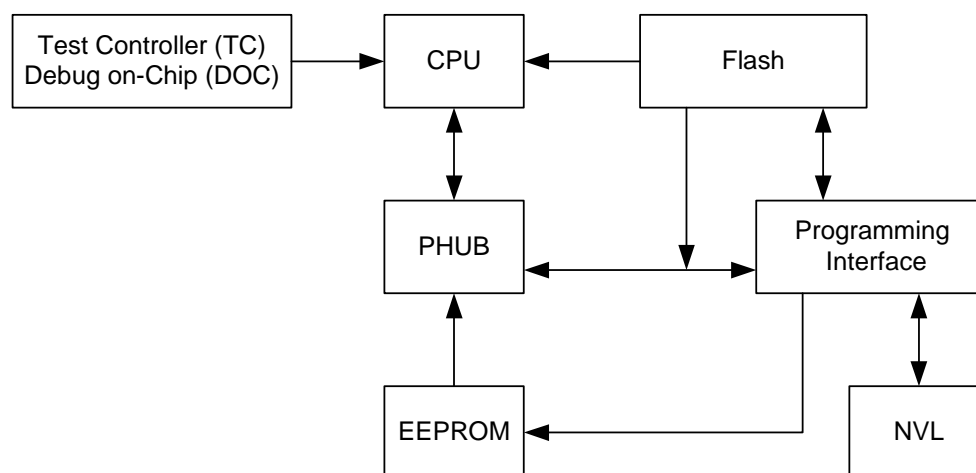 Test Controller (TC)
Debug on-Chip (DOC)
CPU
Flash
PHUB
Programming
Interface
EEPROM
NVL